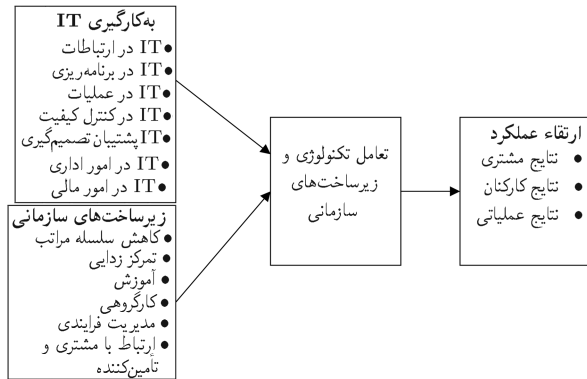 به‌کارگیری IT
● IT در ارتباطات
● IT در برنامه‌ریزی
● IT در عملیات
● IT در کنترل کیفیت
● IT پشتیبان تصمیم‌گیری
● IT در امور اداری
● IT در امور مالی
زیرساخت‌های سازمانی
● کاهش سلسله مراتب
● تمرکز زدایی
● آموزش
● کارگروهی
● مدیریت فرایندی
● ارتباط با مشتری و
تأمین‌کننده
تعامل تکنولوژی و
زیرساخت‌های
سازمانی
ارتقاء عملکرد
● نتایج مشتری
● نتایج کارکنان
● نتایج عملیاتی